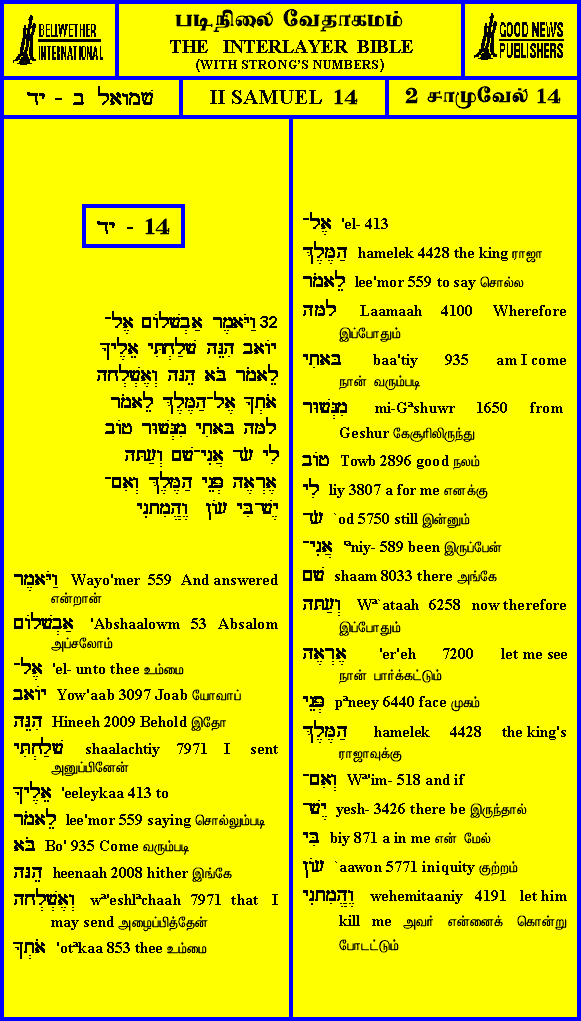 BELLWETHER
INTERNATIONAL
படிநிலை வேதாகமம்
THE INTERLAYER BIBLE
(WITH STRONG'S NUMBERS)
GOOD NEWS
PUBLISHERS
שמואל ב - יד
II SAMUEL 14
2 சாமுவேல் 14
14 - יד
32 וַיֹּאמֶר אַבְשָׁלוֹם אֶל־
יוֹאָב הִנֵּה שָׁלַחְתִּי אֵלֶיךָ
לֵאמֹר בֹּא הֵנָּה וְאֶשְׁלְחָה
אֹתְךָ אֶל־הַמֶּלֶךְ לֵאמֹר
לָמָּה בָּאתִי מִגְּשׁוּר טוֹב
לִי עֹד אֲנִי־שָׁם וְעַתָּה
אֶרְאֶה פְּנֵי הַמֶּלֶךְ וְאִם־
יֶשׁ־בִּי עָוֺן וֶהֱמִתָנִי
וַיֹּאמֶר Wayo'mer 559 And answered
என்றான்
אַבְשָׁלוֹם 'Abshaalowm 53 Absalom
அப்சலோம்
אֶל־ 'el- unto thee உம்மை
יוֹאָב Yow'aab 3097 Joab யோவாப்
הִנֵּה Hineeh 2009 Behold இதோ
שָׁלַחְתִּי shaalachtiy 7971 I sent
அனுப்பினேன்
אֵלֶיךָ 'eeleykaa 413 to
לֵאמֹר lee'mor 559 saying சொல்லும்படி
בֹּא Bo' 935 Come வரும்படி
הֵנָּה heenaah 2008 hither இங்கே
וְאֶשְׁלְחָה wª'eshlªchaah 7971 that I
may send அழைப்பித்தேன்
אֹתְךָ 'otªkaa 853 thee உம்மை
אֶל־ 'el- 413
הַמֶּלֶךְ hamelek 4428 the king ராஜா
לֵאמֹר lee'mor 559 to say சொல்ல
לָמָּה Laamaah 4100 Wherefore
இப்போதும்
בָּאתִי baa'tiy 935 am I come
நான் வரும்படி
מִגְּשׁוּר mi-Gªshuwr 1650 from
Geshur கேசூரிலிருந்து
טוֹב Towb 2896 good நலம்
לִי liy 3807 a for me எனக்கு
עֹד `od 5750 still இன்னும்
אֲנִי־ ªniy- 589 been இருப்பேன்
שָׁם shaam 8033 there அங்கே
וְעַתָּה Wª`ataah 6258 now therefore
இப்போதும்
אֶרְאֶה 'er'eh 7200 let me see
நான் பார்க்கட்டும்
פְּנֵי pªneey 6440 face முகம்
הַמֶּלֶךְ hamelek 4428 the king's
ராஜாவுக்கு
וְאִם־ Wª'im- 518 and if
יֶשׁ־ yesh- 3426 there be இருந்தால்
בִּי biy 871 a in me என் மேல்
עָוֺן `aawon 5771 iniquity குற்றம்
וֶהֱמִתָנִי wehemitaaniy 4191 let him
kill me அவர் என்னைக் கொன்று
போடட்டும்